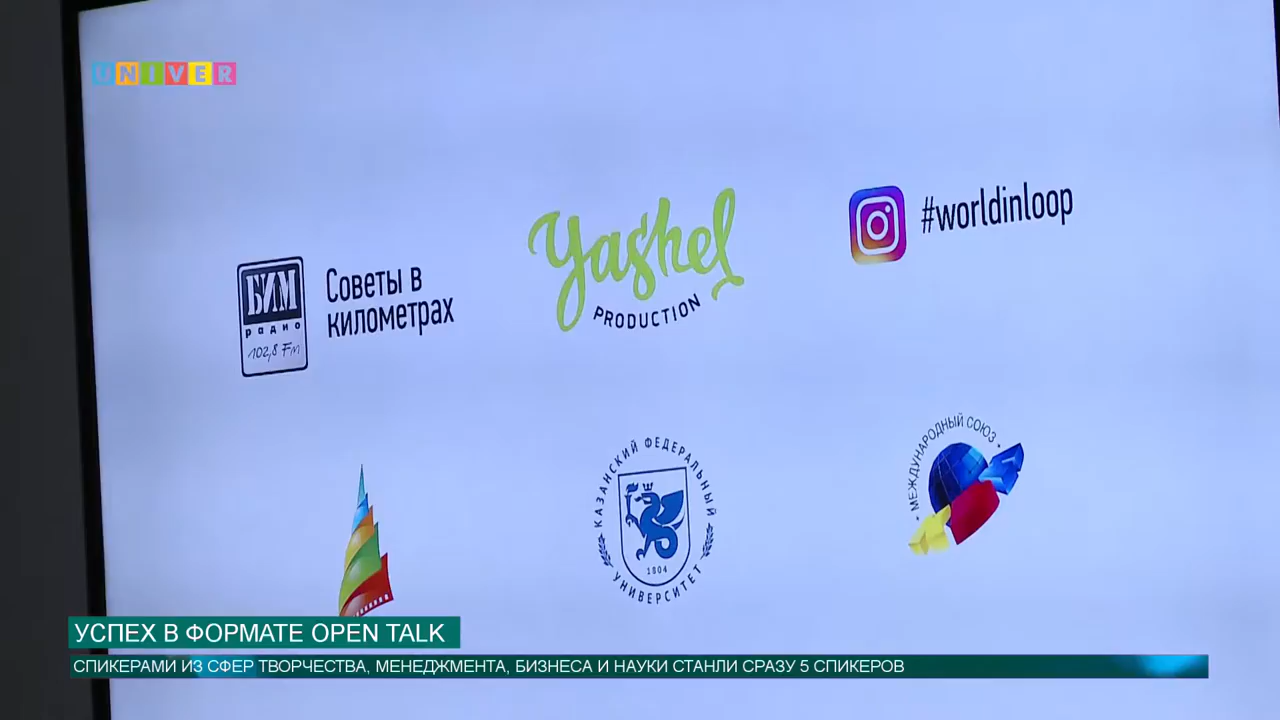 UNIVER
#worldinloop
Yashel
PRODUCTION
БИМ
радио
102,8 Fm
Советы в
километрах
МЕЖДУНАРОДНЫЙ СОЮЗ
КАЗАНСКИЙ ФЕДЕРАЛЬНЫЙ
1804
УНИВЕРСИТЕТ
УСПЕХ В ФОРМАТЕ OPEN TALK
СПИКЕРАМИ ИЗ СФЕР ТВОРЧЕСТВА, МЕНЕДЖМЕНТА, БИЗНЕСА И НАУКИ СТАНЛИ СРАЗУ 5 СПИКЕРОВ